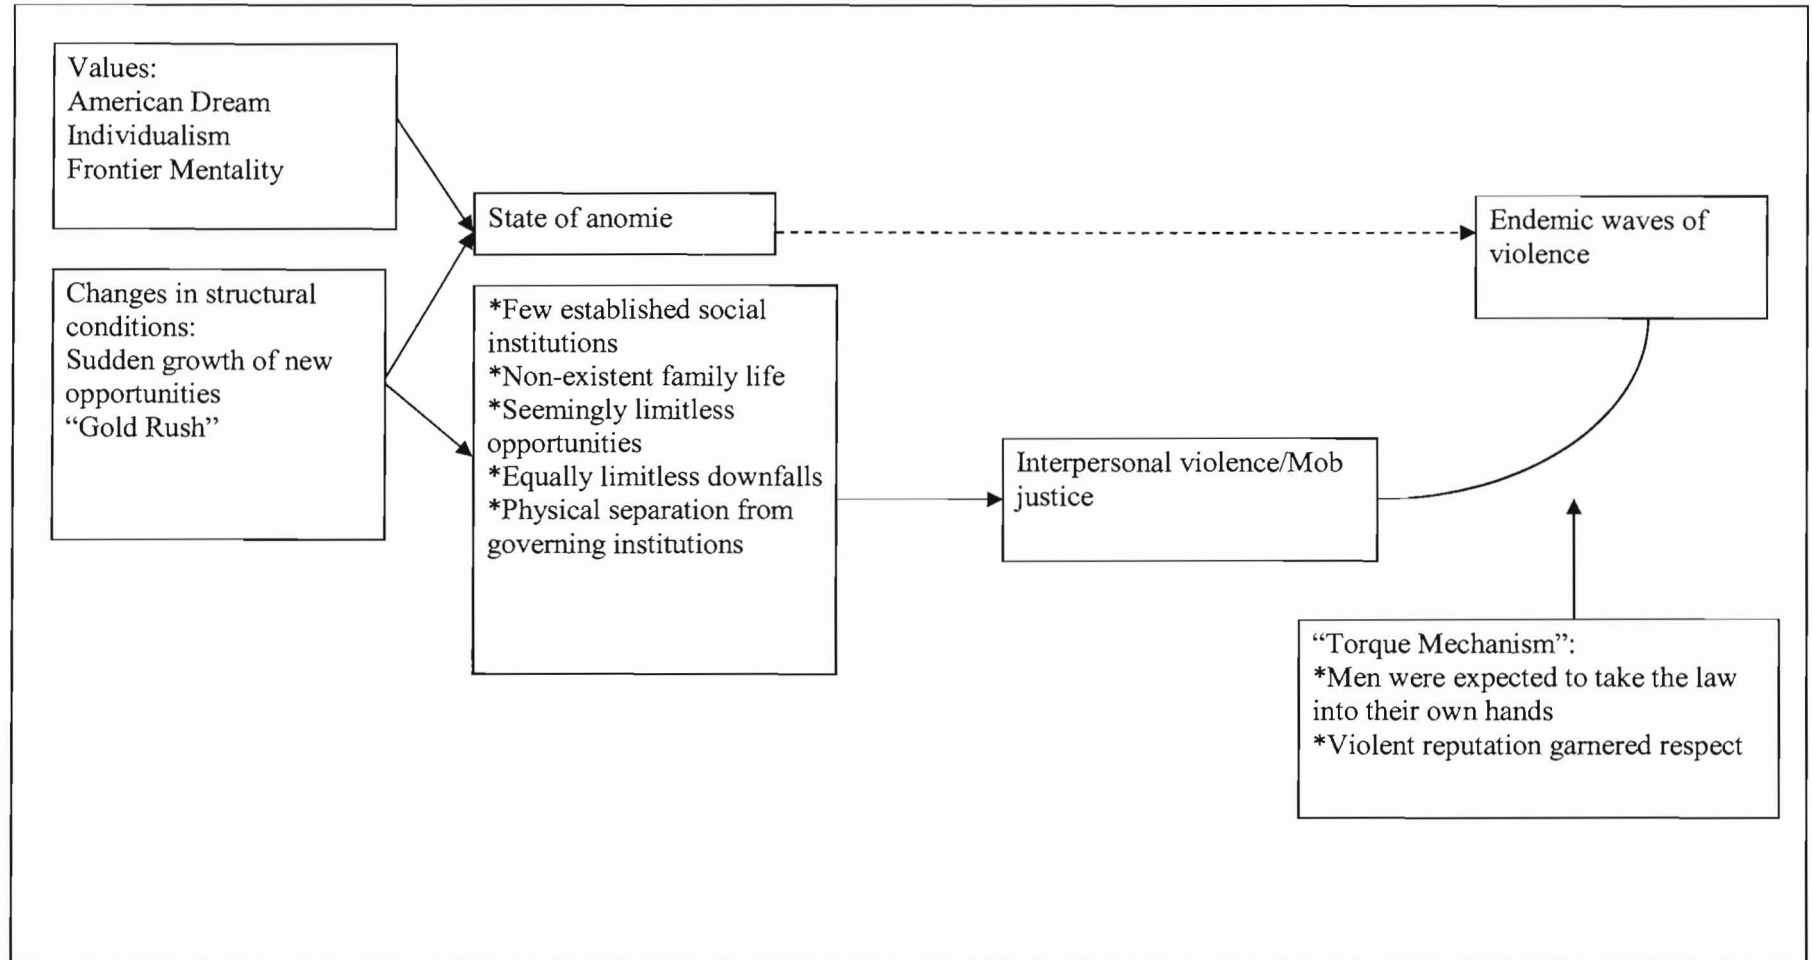 Values:
American Dream
Individualism
Frontier Mentality
Changes in structural
conditions:
Sudden growth of new
opportunities
“Gold Rush”
State of anomie
*Few established social
institutions
*Non-existent family life
*Seemingly limitless
opportunities
*Equally limitless downfalls
*Physical separation from
governing institutions
Interpersonal violence/Mob
justice
Endemic waves of
violence
“Torque Mechanism”:
*Men were expected to take the law
into their own hands
*Violent reputation garnered respect